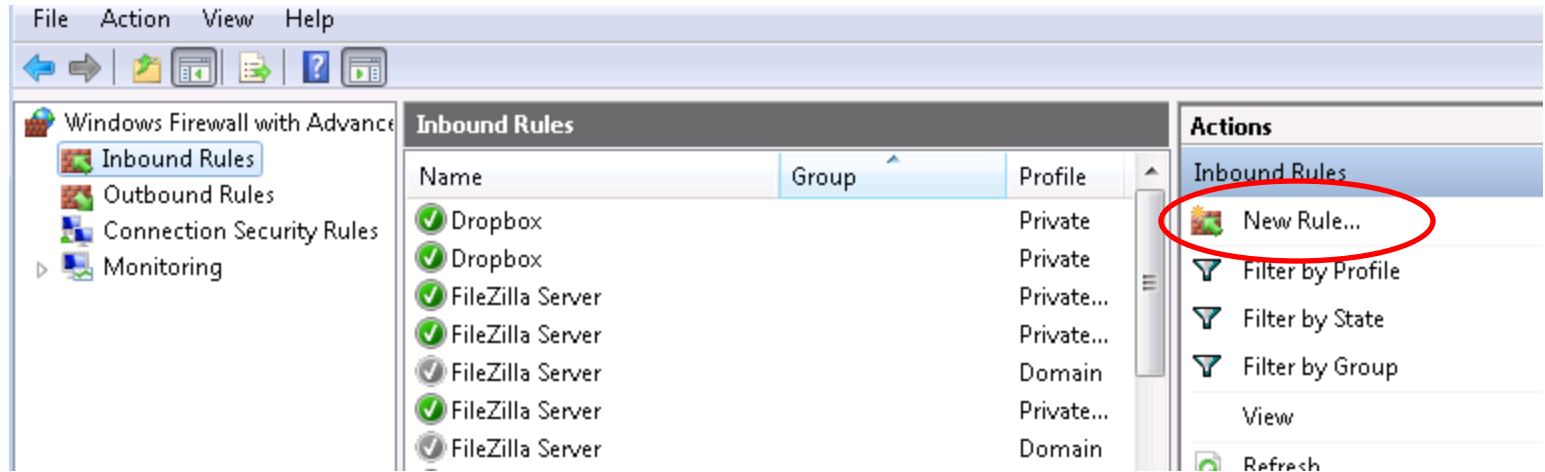 File Action View Help
Windows Firewall with Advance
Inbound Rules
Outbound Rules
Connection Security Rules
Monitoring
Inbound Rules
Name Group Profile
Dropbox Private
Dropbox Private
FileZilla Server Private...
FileZilla Server Private...
FileZilla Server Domain
FileZilla Server Private...
FileZilla Server Domain
Actions
Inbound Rules
New Rule...
Filter by Profile
Filter by State
Filter by Group
View
Refresh